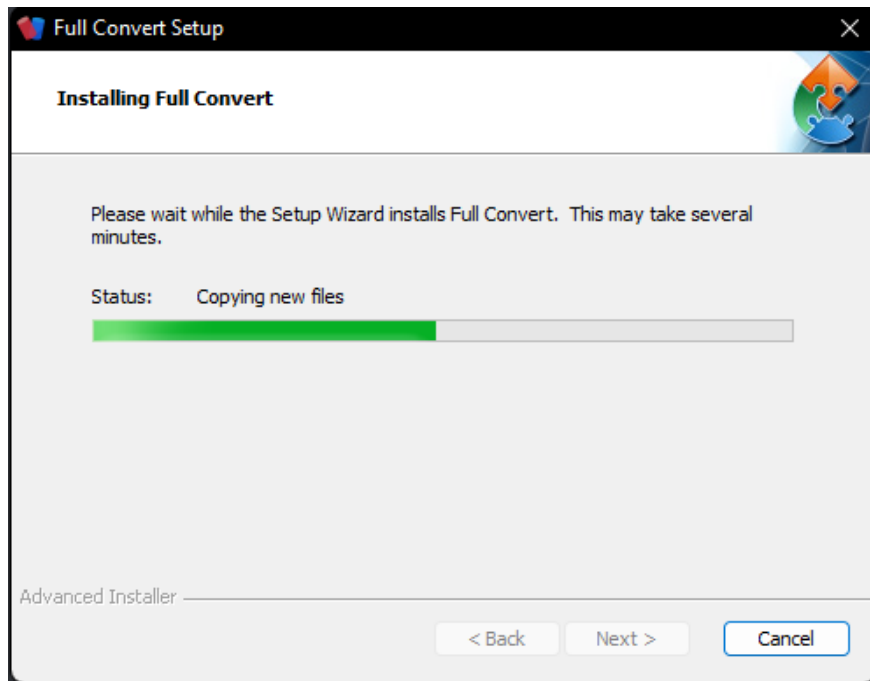 Full Convert Setup
Installing Full Convert
Please wait while the Setup Wizard installs Full Convert.  This may take several
minutes.
Status: Copying new files
Advanced Installer
< Back Next > Cancel